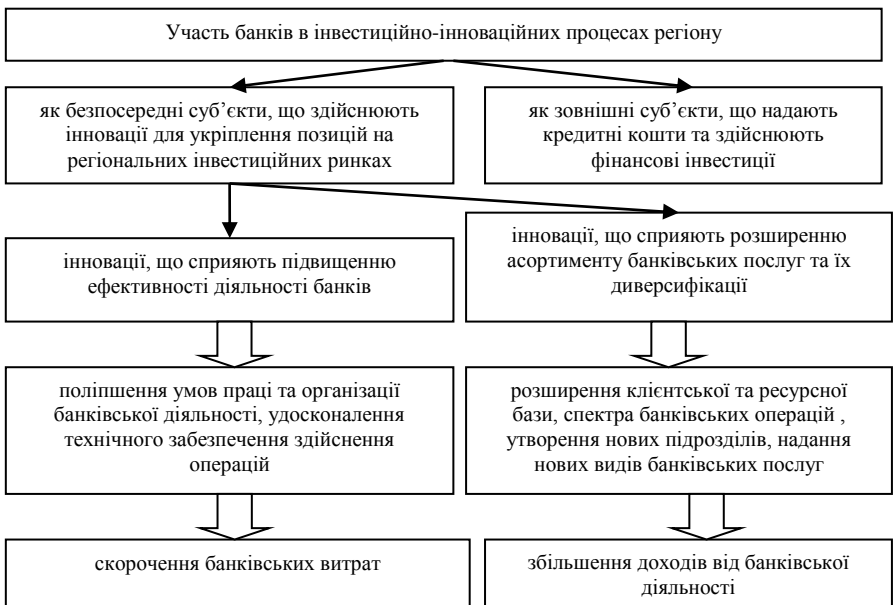 Участь банків в інвестиційно-інноваційних процесах регіону
як безпосередні суб’єкти, що здійснюють
інновації для укріплення позицій на
регіональних інвестиційних ринках
як зовнішні суб’єкти, що надають
кредитні кошти та здійснюють
фінансові інвестиції
інновації, що сприяють підвищенню
ефективності діяльності банків
інновації, що сприяють розширенню
асортименту банківських послуг та їх
диверсифікації
поліпшення умов праці та організації
банківської діяльності, удосконалення
технічного забезпечення здійснення
операцій
розширення клієнтської та ресурсної
бази, спектра банківських операцій ,
утворення нових підрозділів, надання
нових видів банківських послуг
скорочення банківських витрат
збільшення доходів від банківської
діяльності